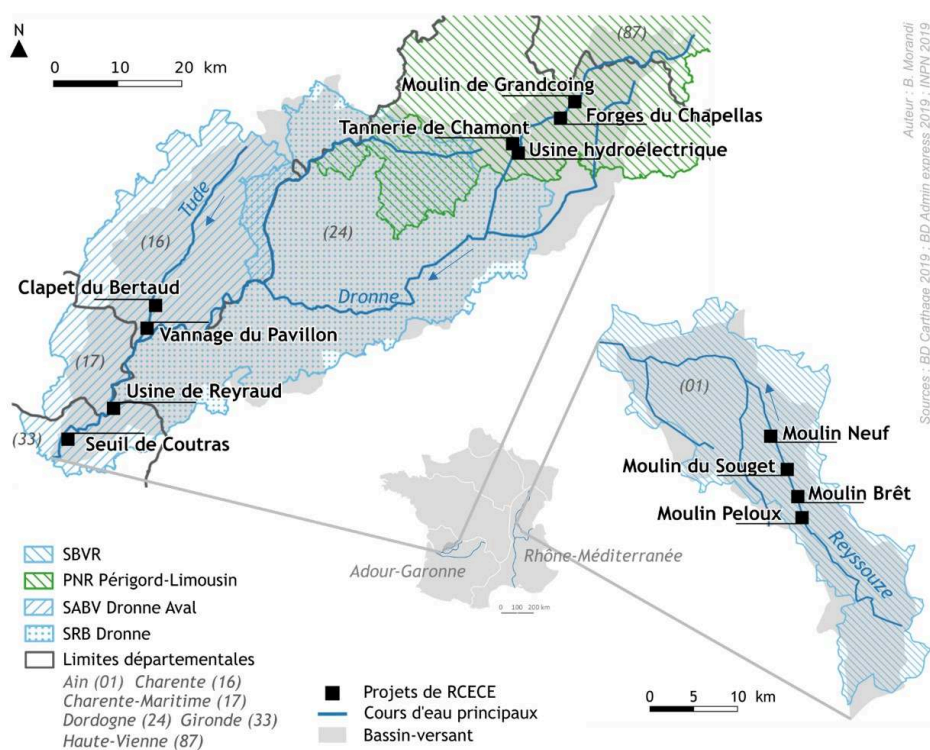 N
0 10 20 km
(87)
Moulin de Grandcoing
Forges du Chapellas
Tannerie de Chamont
Usine hydroélectrique
Tude
(16)
(24)
Clapet du Bertaud
Dronne
Vannage du Pavillon
(17)
Usine de Reyraud
(33)
Seuil de Coutras
Auteur : B. Morandi
Sources : BD Carthage 2019 ; BD Admin express 2019 ; INPN 2019
(01)
Moulin Neuf
Moulin du Souget
Moulin Brêt
Moulin Peloux
Reyssouze
Adour-Garonne
Rhône-Méditerranée
0 100 200 km
SBVR
PNR Périgord-Limousin
SABV Dronne Aval
SRB Dronne
Limites départementales
Ain (01) Charente (16)
Charente-Maritime (17)
Dordogne (24) Gironde (33)
Haute-Vienne (87)
Projets de RCECE
Cours d'eau principaux
Bassin-versant
0 5 10 km